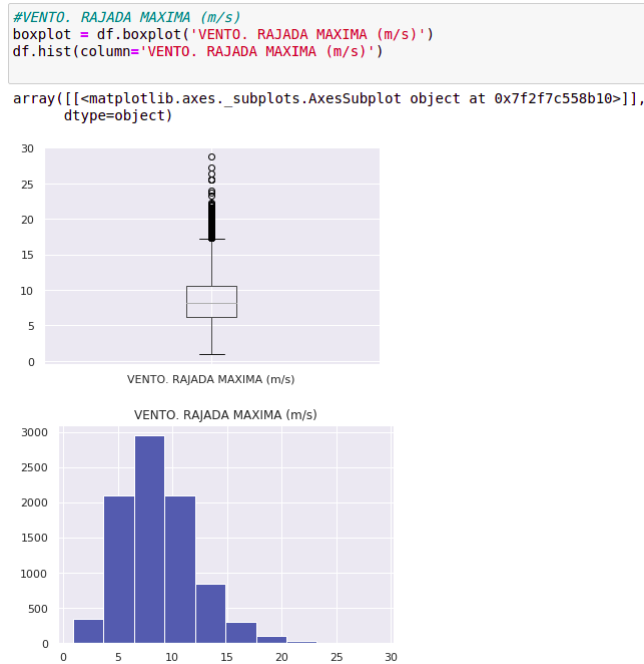 #VENTO. RAJADA MAXIMA (m/s)
boxplot = df.boxplot('VENTO. RAJADA MAXIMA (m/s)')
df.hist(column='VENTO. RAJADA MAXIMA (m/s)')
array([[<matplotlib.axes._subplots.AxesSubplot object at 0x7f2f7c558b10>]],
dtype=object)
30
25
20
15
10
5
0
VENTO. RAJADA MAXIMA (m/s)
VENTO. RAJADA MAXIMA (m/s)
3000
2500
2000
1500
1000
500
0
0 5 10 15 20 25 30